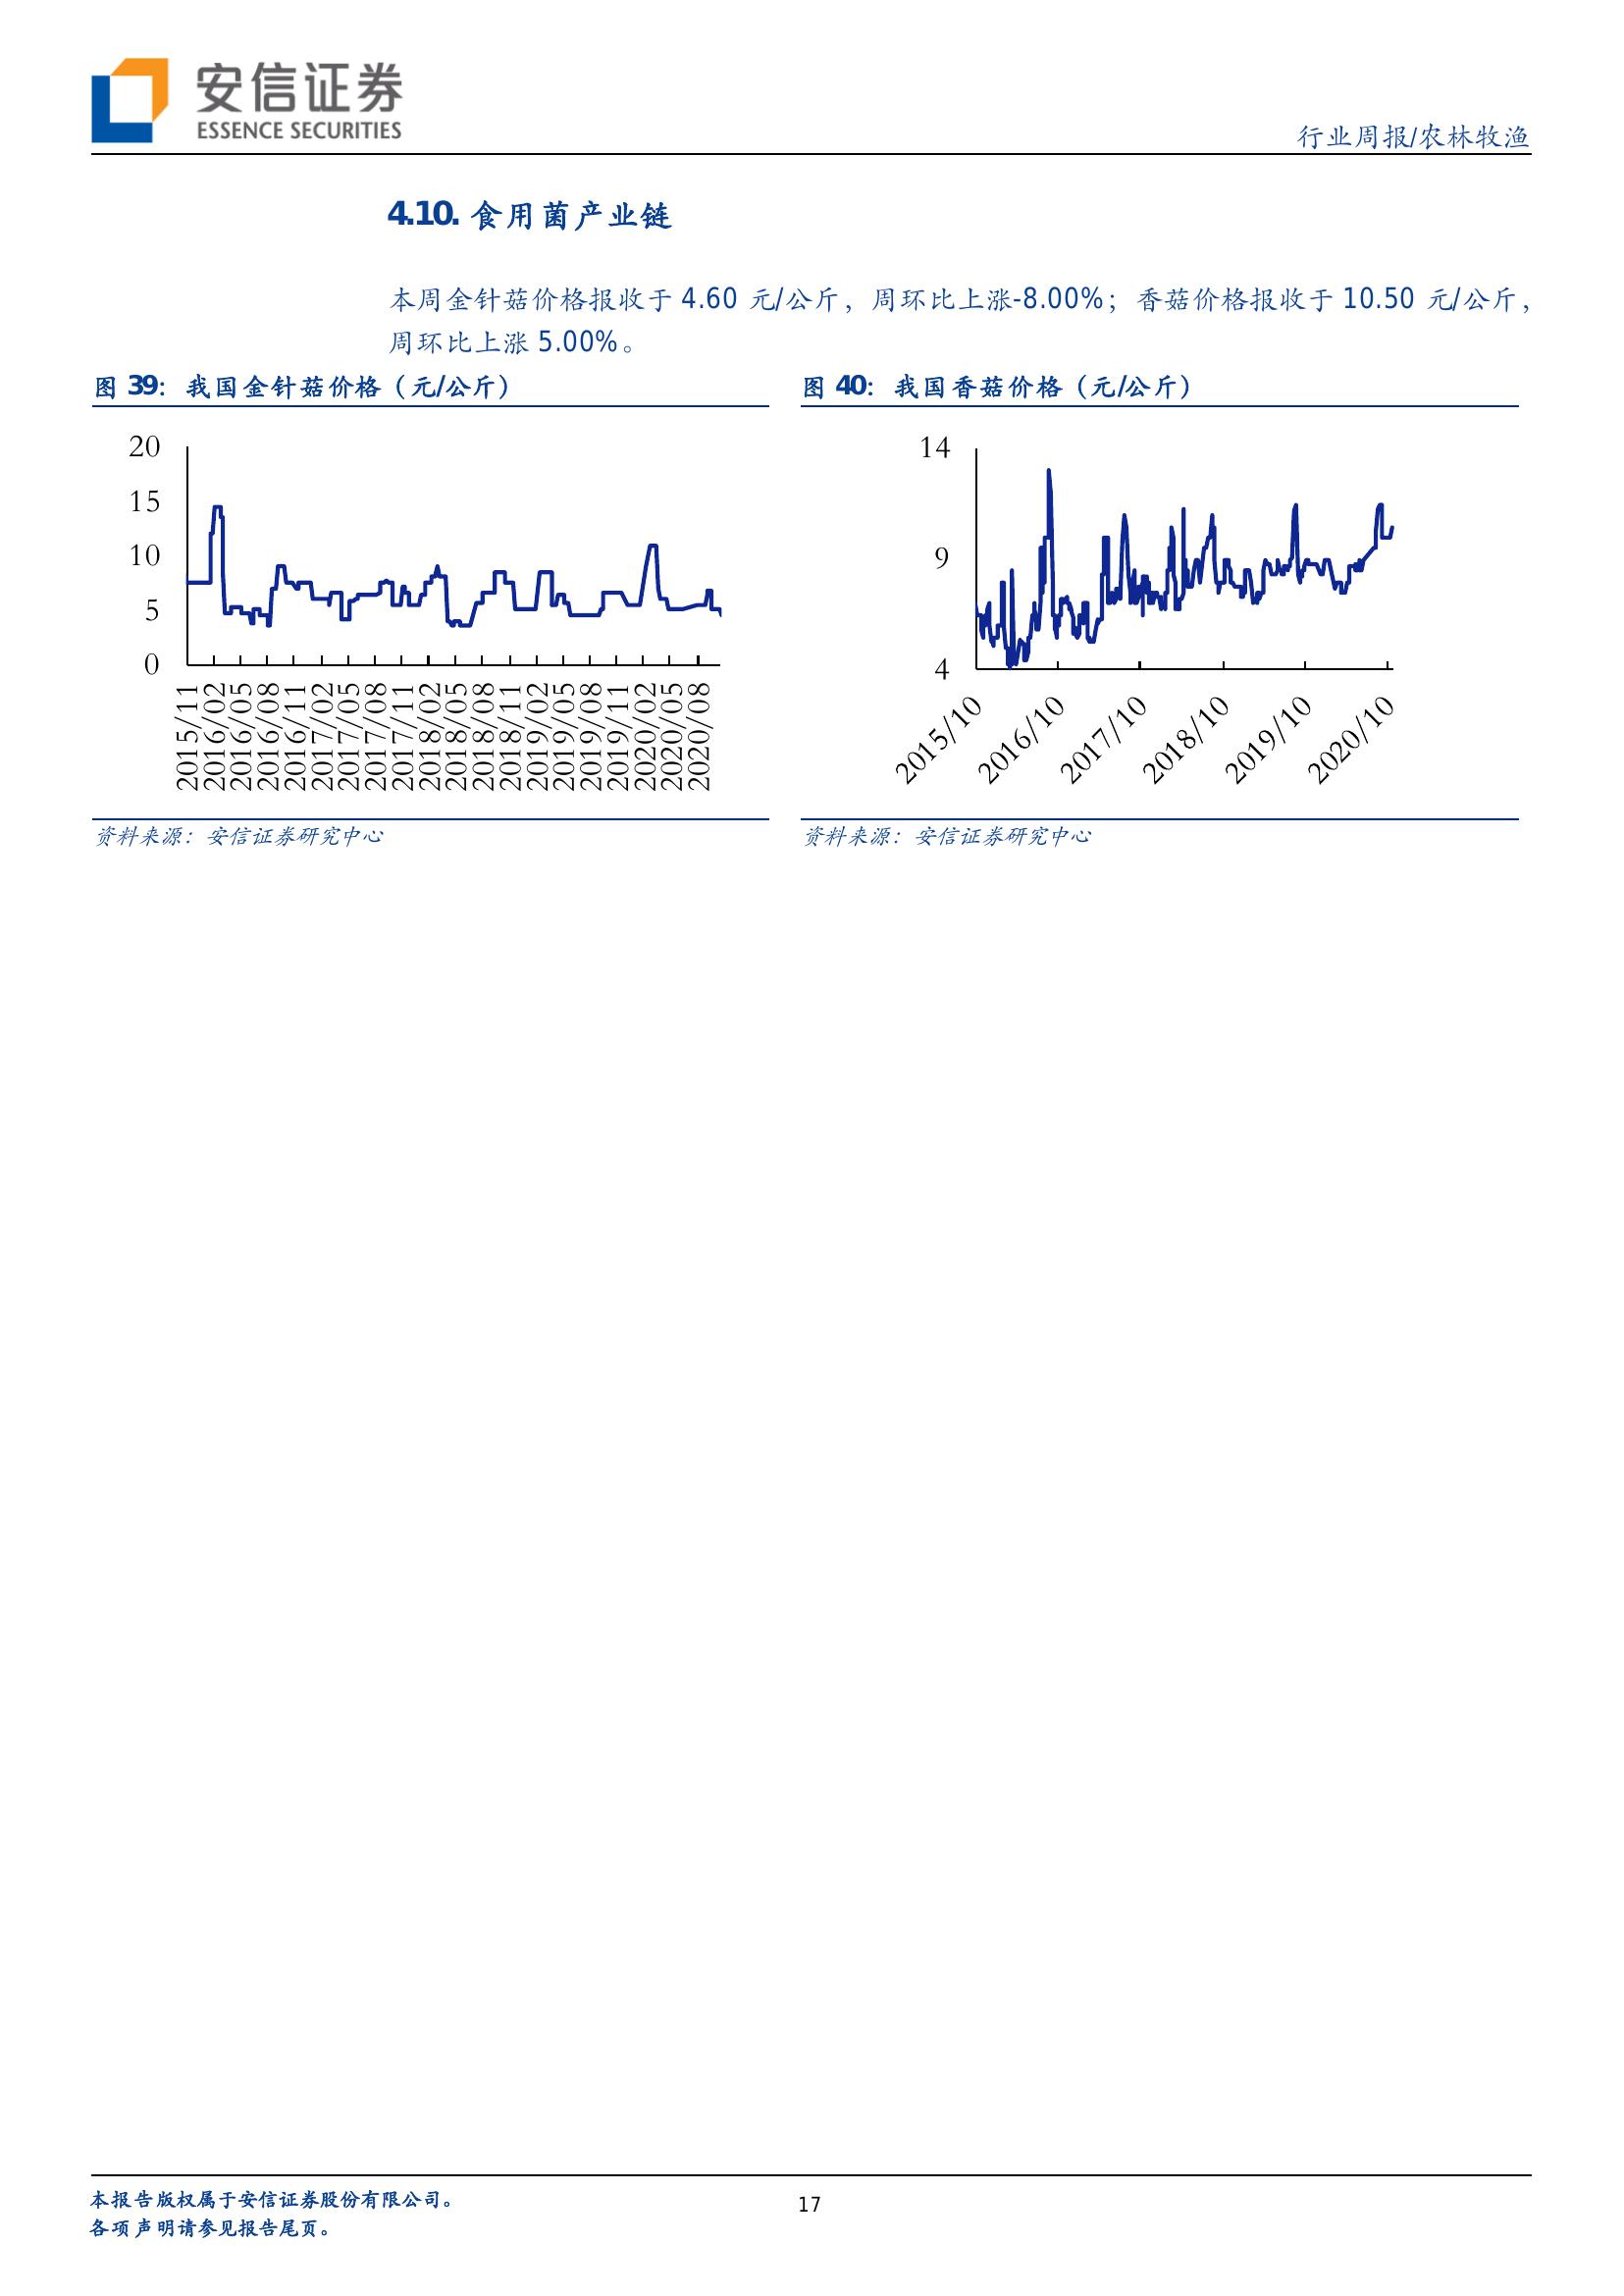 安信证券
ESSENCE SECURITIES
行业周报/农林牧渔
4.10. 食用菌产业链
本周金针菇价格报收于 4.60 元/公斤，周环比上涨-8.00%；香菇价格报收于 10.50 元/公斤，
周环比上涨 5.00%。
图 39：我国金针菇价格（元/公斤）
20
15
10
5
0
2015/11
2016/02
2016/05
2016/08
2016/11
2017/02
2017/05
2017/08
2017/11
2018/02
2018/05
2018/08
2018/11
2019/02
2019/05
2019/08
2019/11
2020/02
2020/05
2020/08
资料来源：安信证券研究中心
图 40：我国香菇价格（元/公斤）
14
9
4
2015/10
2016/10
2017/10
2018/10
2019/10
2020/10
资料来源：安信证券研究中心
本报告版权属于安信证券股份有限公司。
各项声明请参见报告尾页。
17